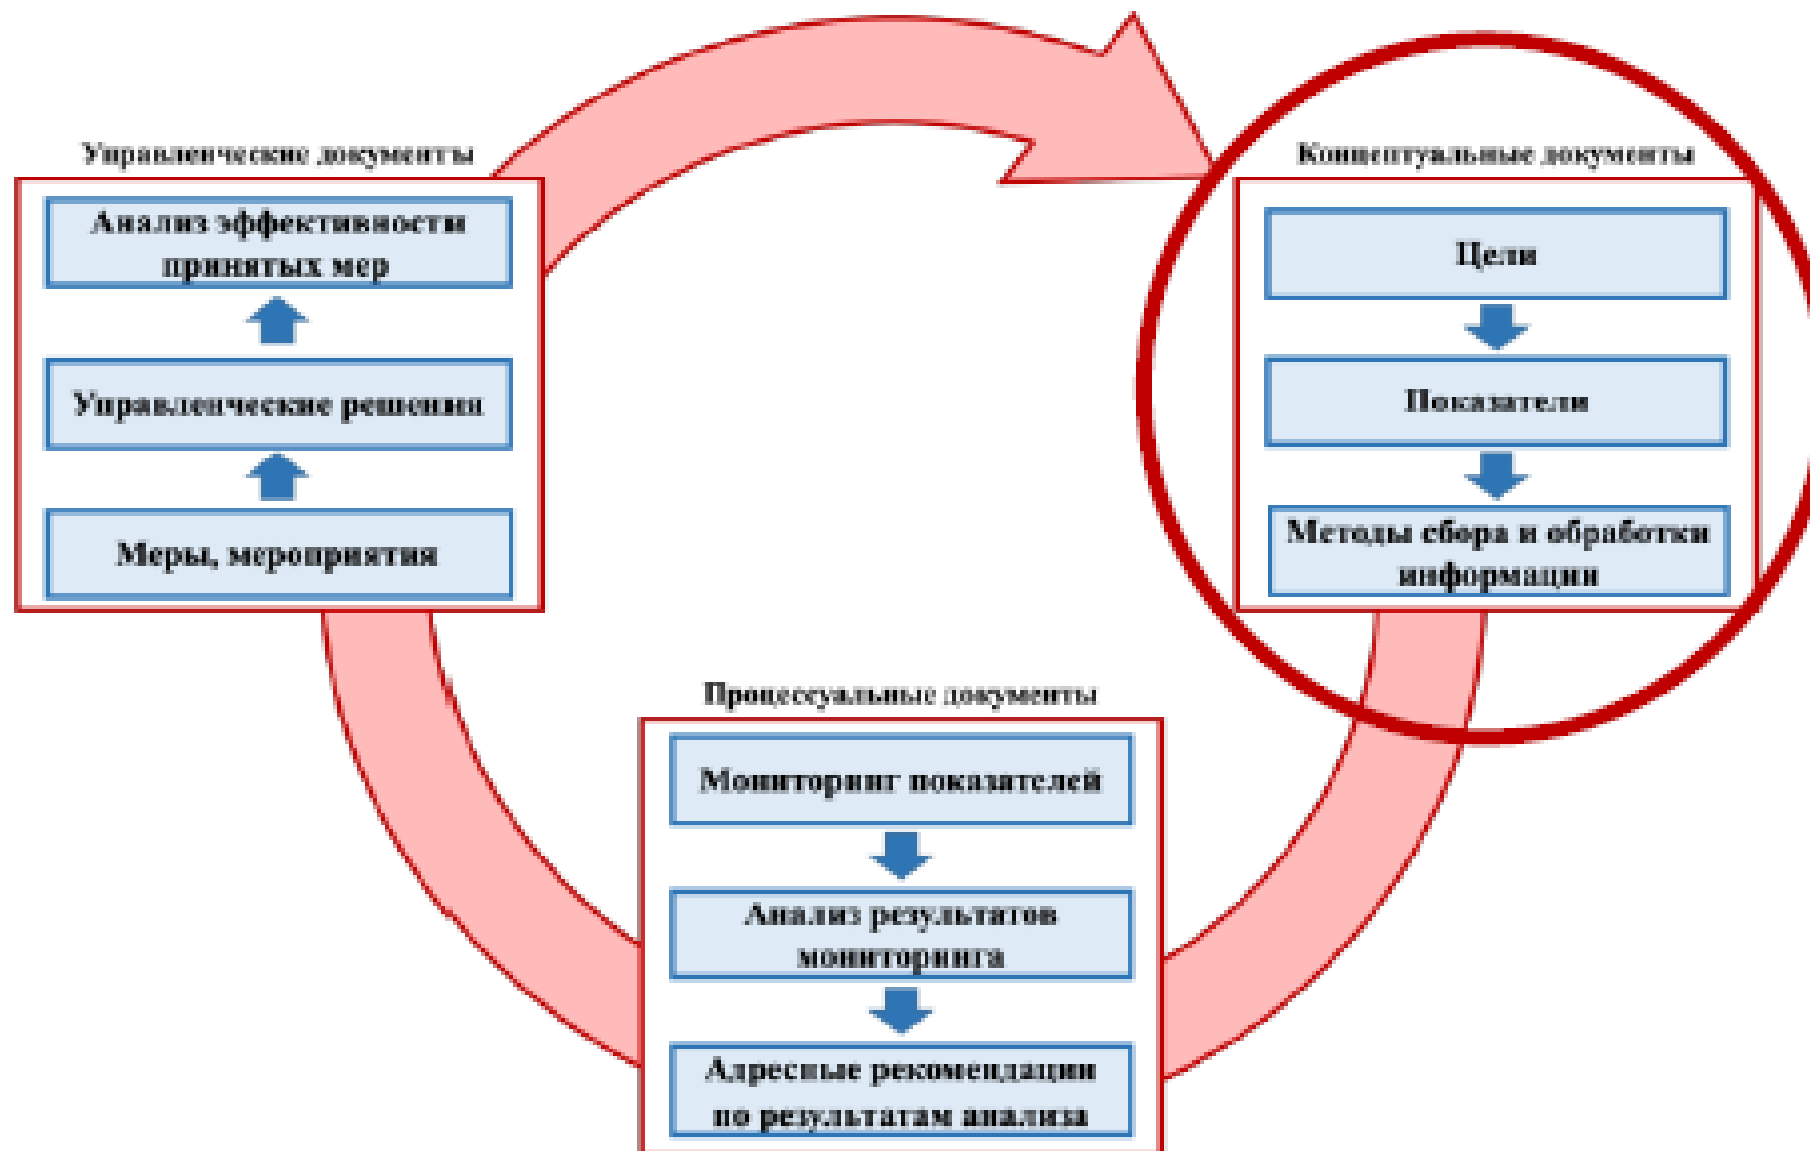 Управленческие документы
Анализ эффективности
принятых мер
Управленческие решения
Меры, мероприятия
Концептуальные документы
Цели
Показатели
Методы сбора и обработки
информации
Процессуальные документы
Мониторинг показателей
Анализ результатов
мониторинга
Адресные рекомендации
по результатам анализа